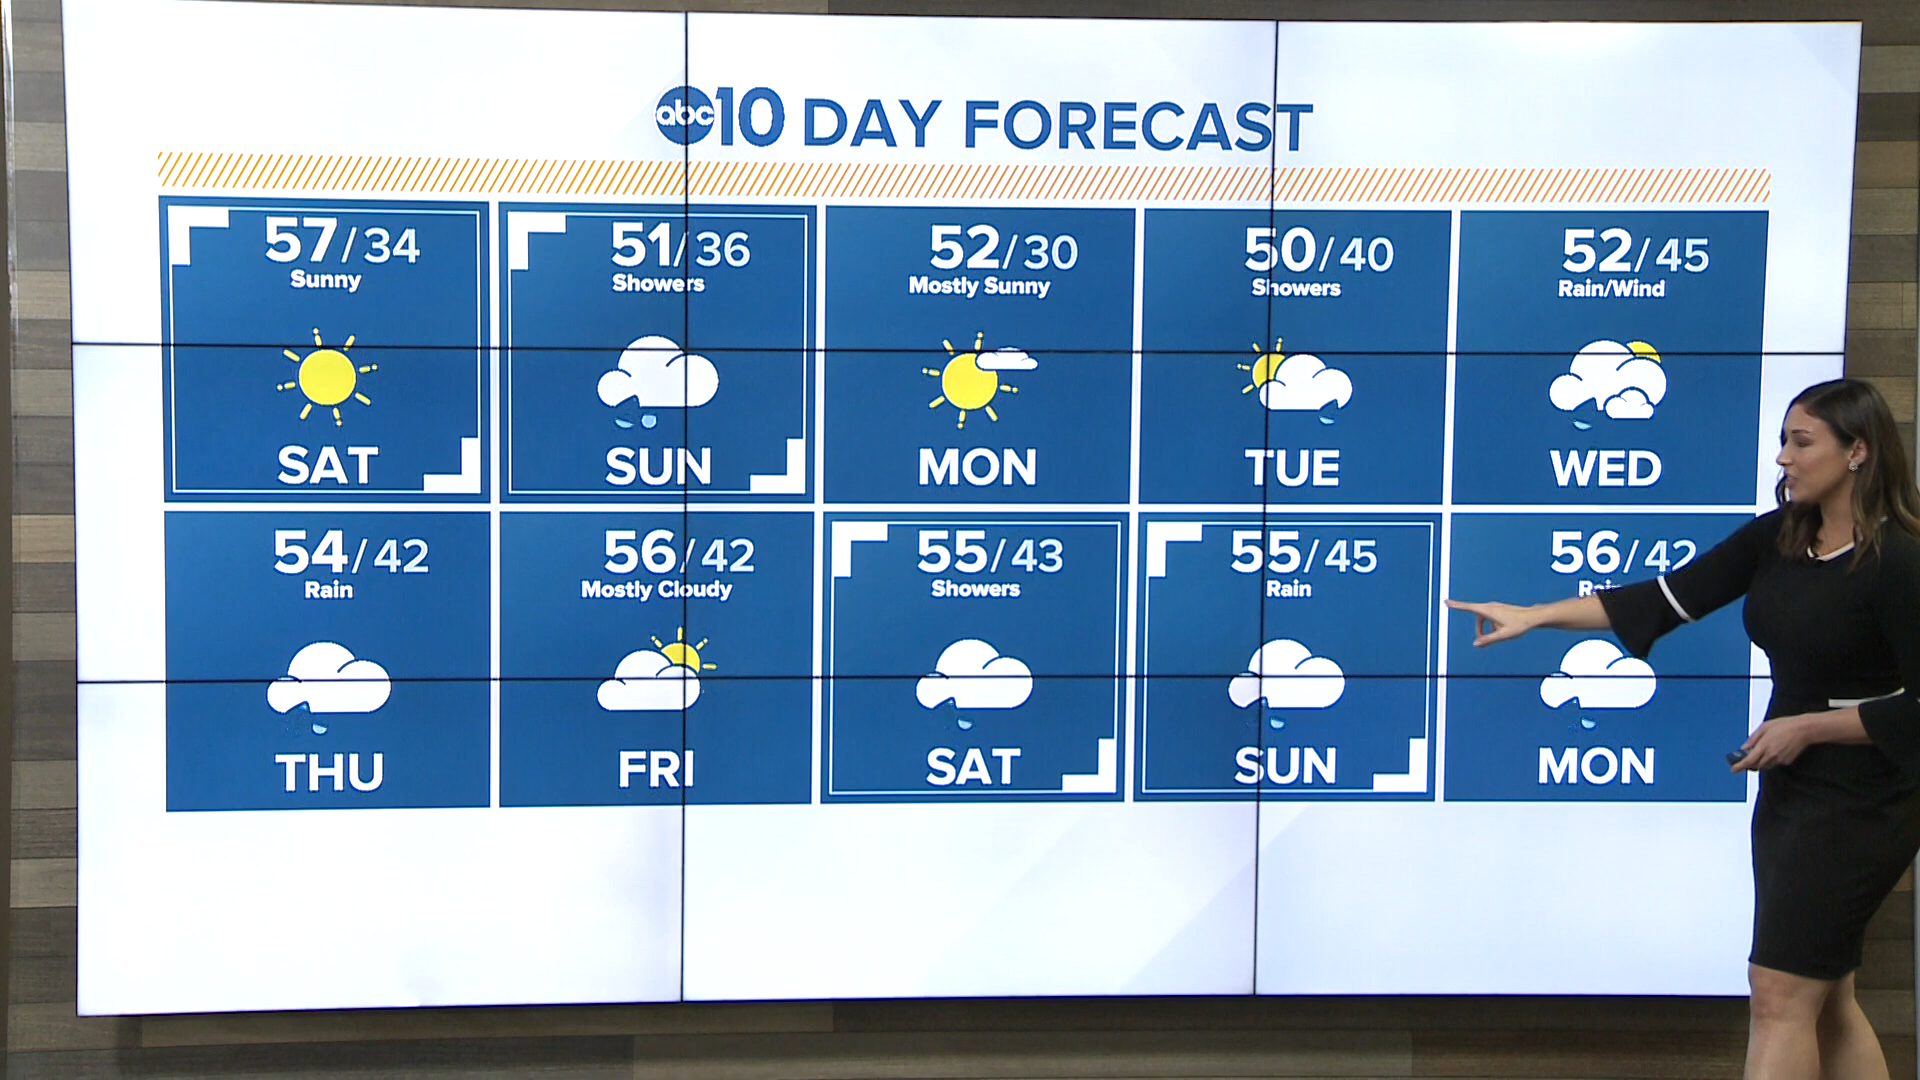 abc10 DAY FORECAST
57/34
Sunny
SAT
51/36
Showers
SUN
52/30
Mostly Sunny
MON
50/40
Showers
TUE
52/45
Rain/Wind
WED
54/42
Rain
THU
56/42
Mostly Cloudy
FRI
55/43
Showers
SAT
55/45
Rain
SUN
56/42
Rain
MON